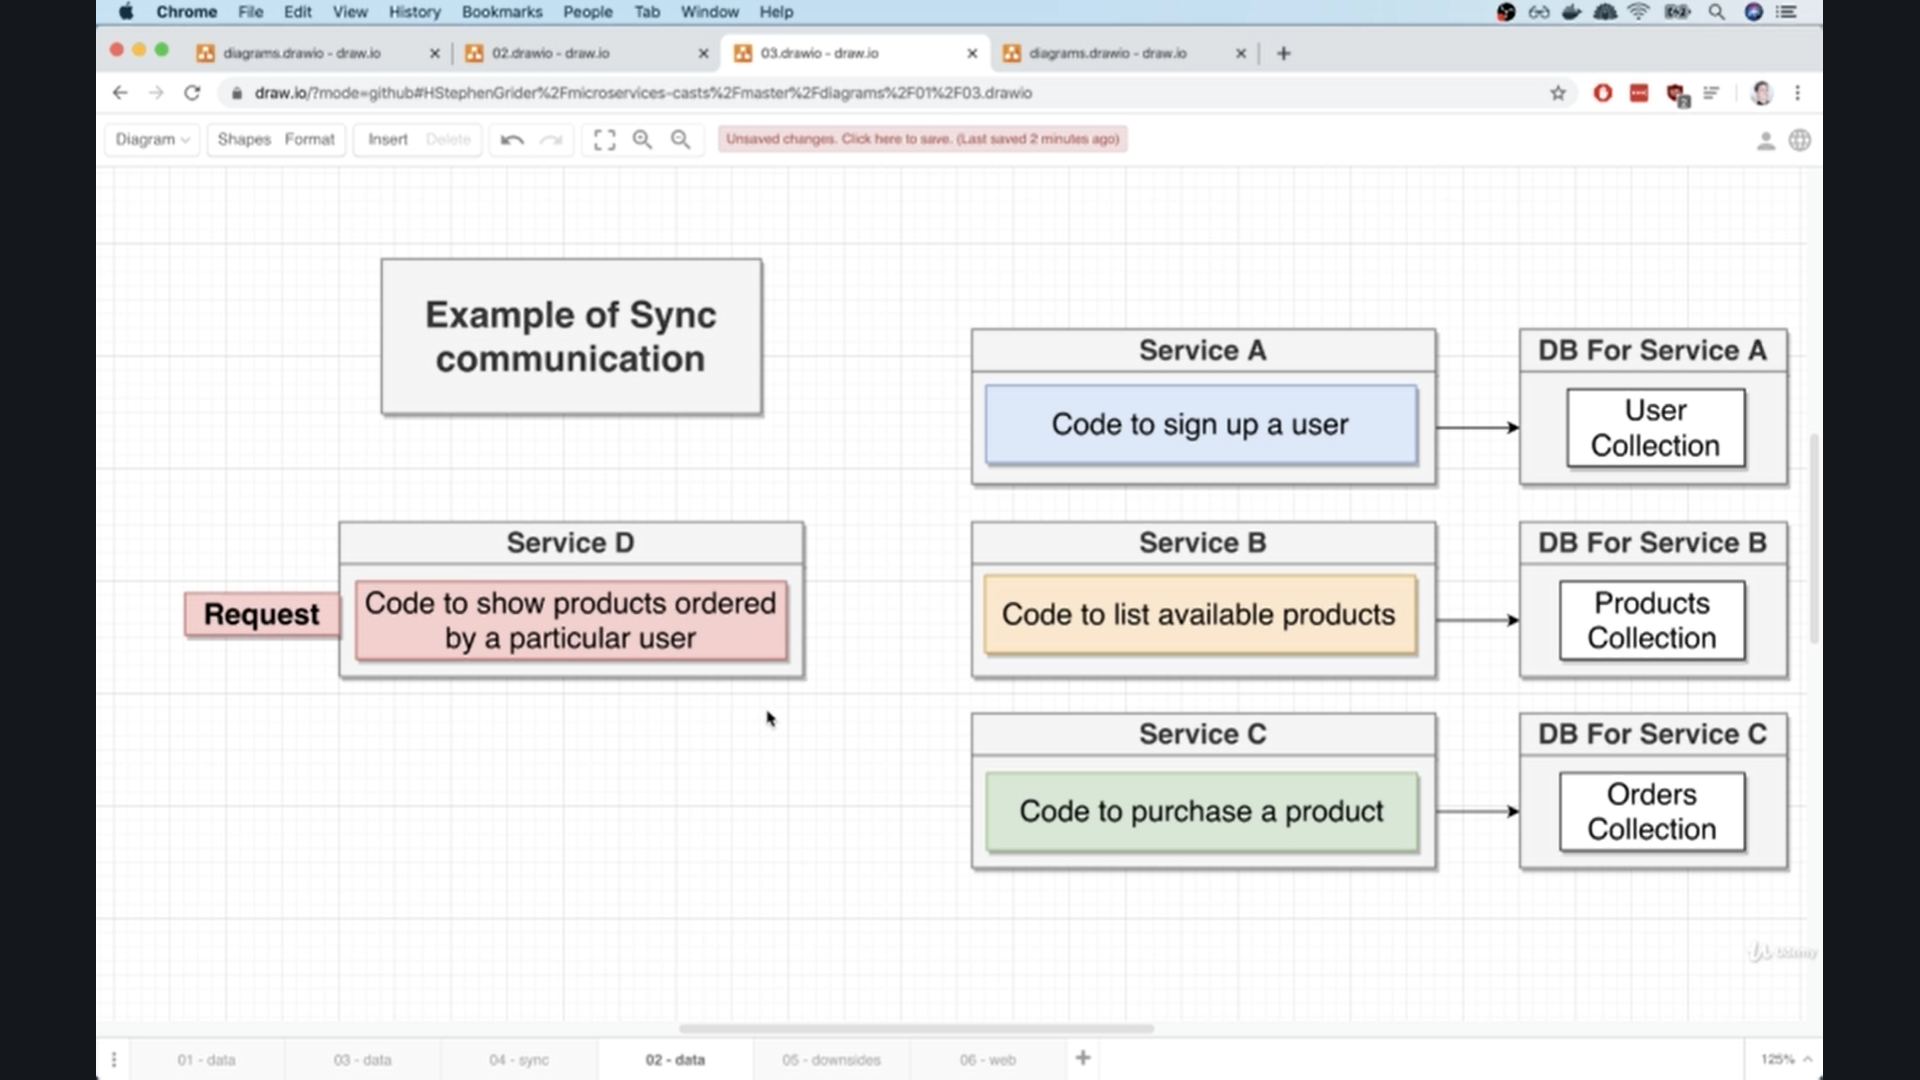 Chrome File Edit View History Bookmarks People Tab Window Help
diagrams.drawio - draw.io
02.drawio - draw.io
03.drawio - draw.io
diagrams.drawio - draw.io
draw.io/?mode=github#HStephenGrider%2Fmicroservices-casts%2Fmaster%2Fdiagrams%2F01%2F03.drawio
2
Diagram Shapes Format Insert Delete
Unsaved changes. Click here to save. (Last saved 2 minutes ago)
Example of Sync
communication
Service A
Code to sign up a user
DB For Service A
User
Collection
Service D
Request
Code to show products ordered
by a particular user
Service B
Code to list available products
DB For Service B
Products
Collection
Service C
Code to purchase a product
DB For Service C
Orders
Collection
Udemy
01 - data
03 - data
04 - sync
02 - data
05 - downsides
06 - web
125%